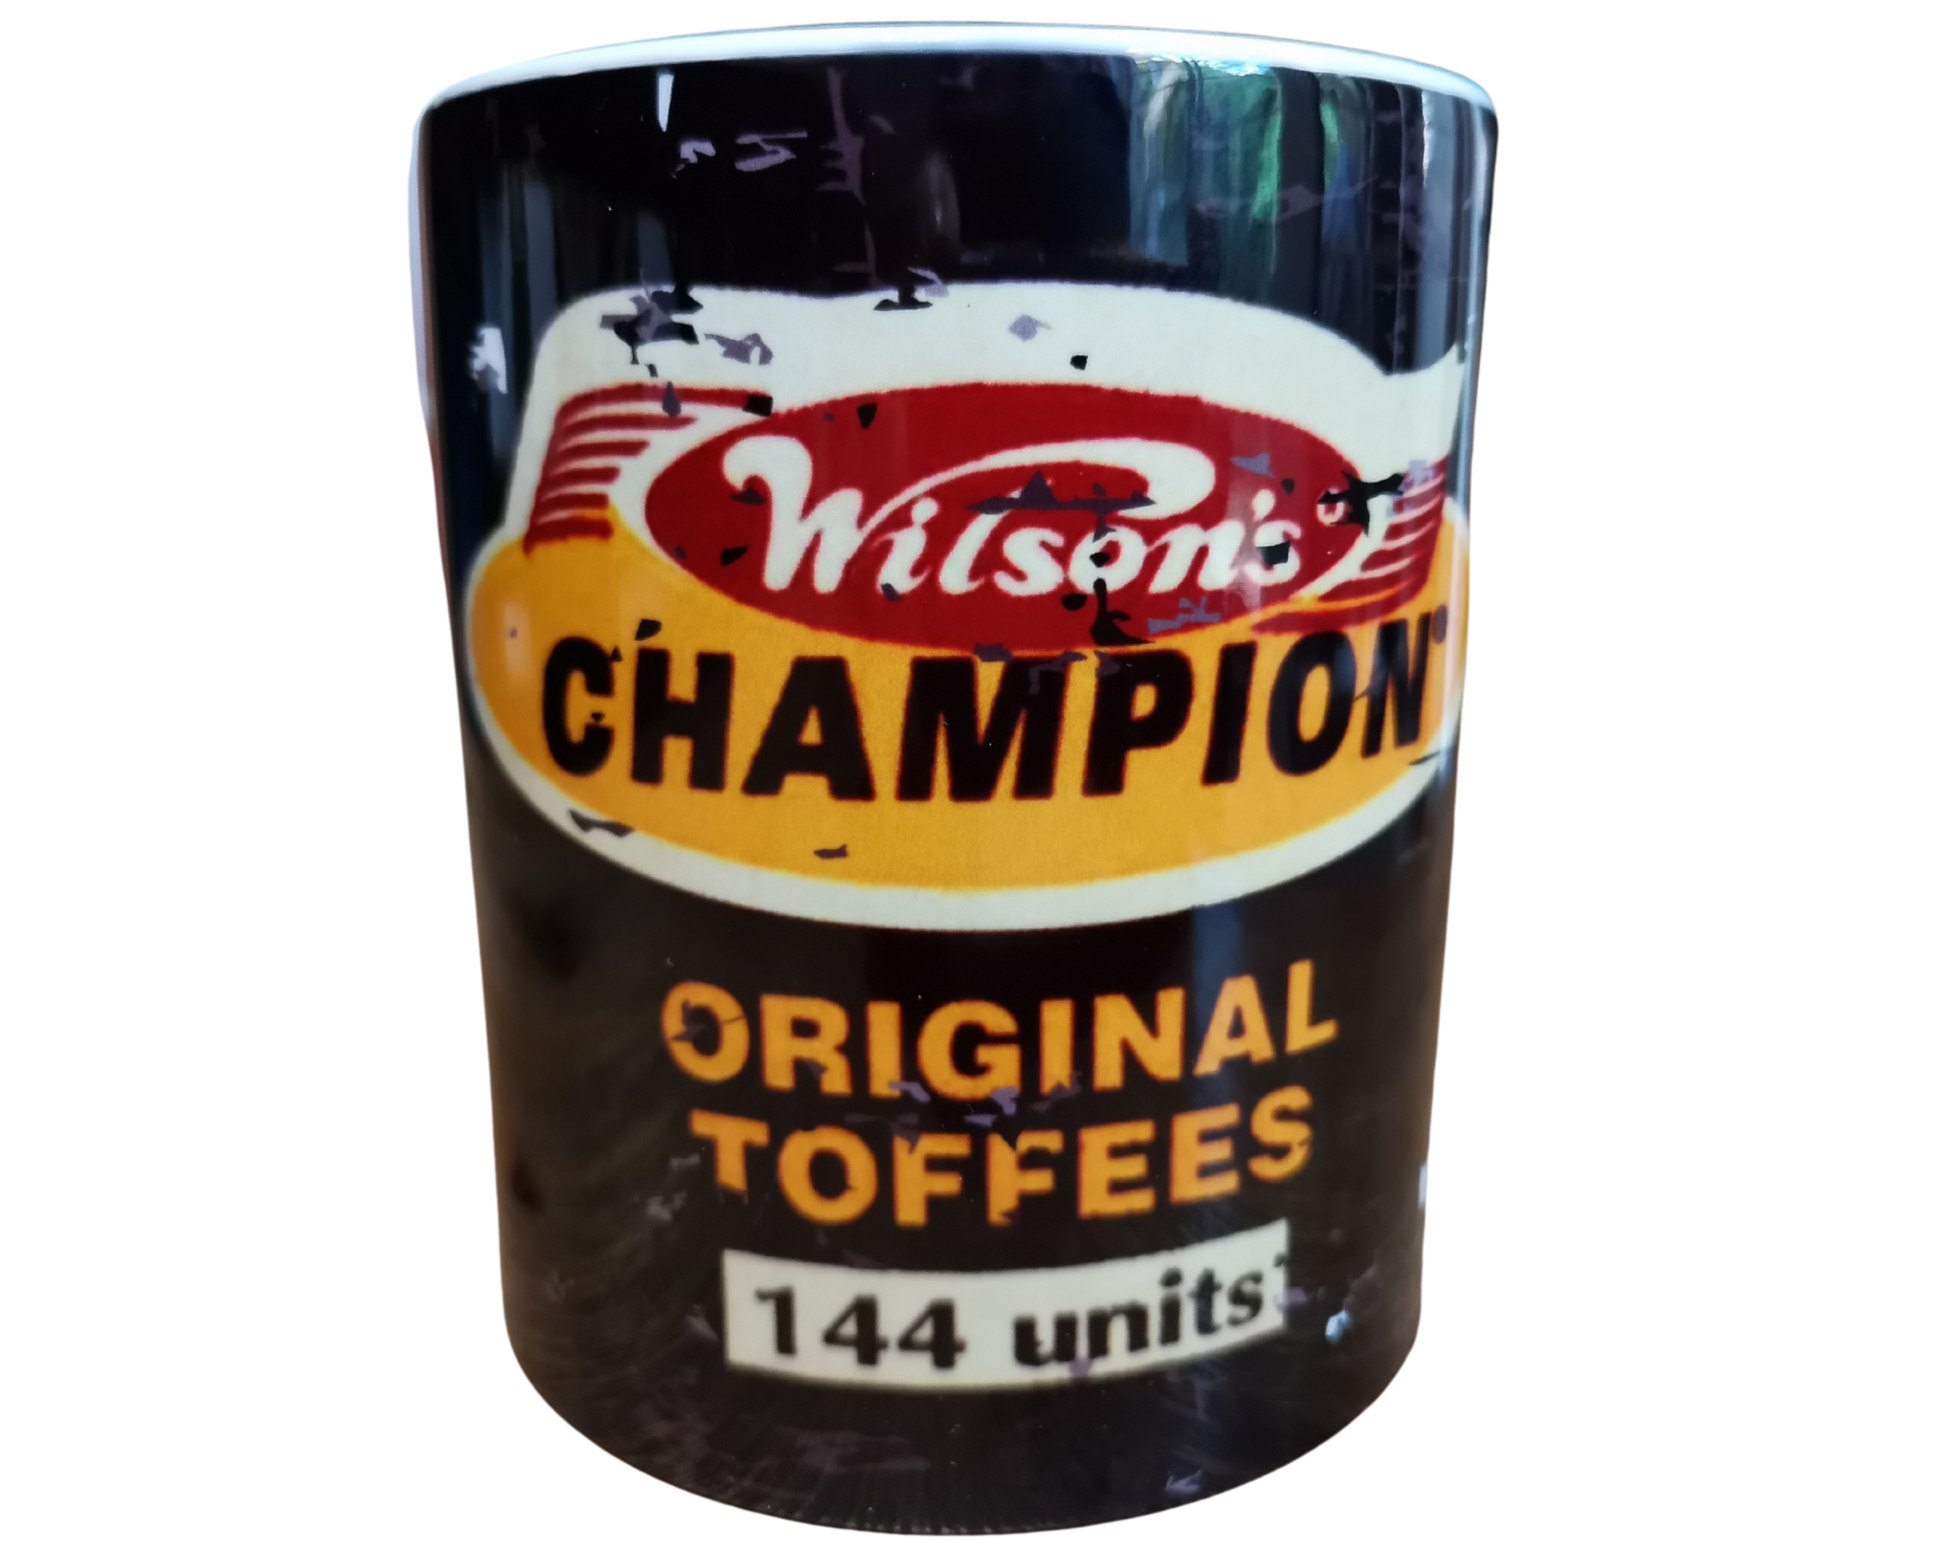 Wilson's
CHAMPION
ORIGINAL
TOFFEES
144 units